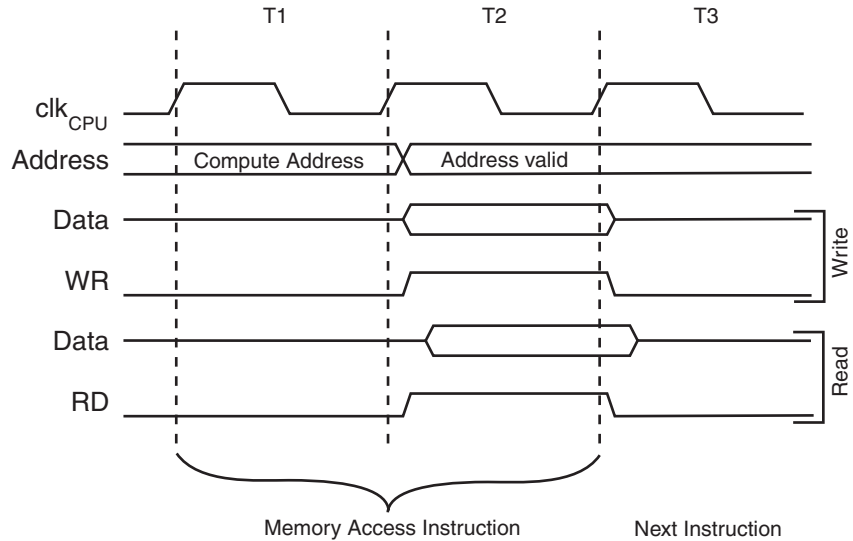 T1 T2 T3
clkCPU
Address Compute Address Address valid
Data
WR
Write
Data
RD
Read
Memory Access Instruction Next Instruction